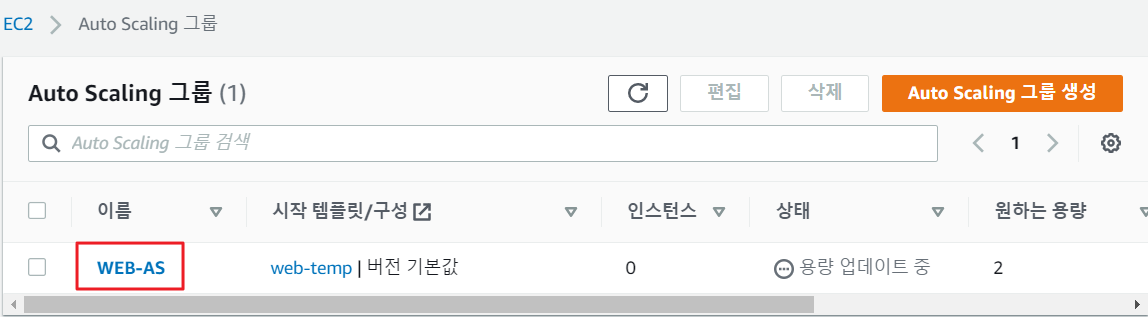 EC2 > Auto Scaling 그룹
Auto Scaling 그룹 (1) 편집 삭제 Auto Scaling 그룹 생성
Auto Scaling 그룹 검색 1
이름 시작 템플릿/구성 인스턴스 상태 원하는 용량
WEB-AS web-temp | 버전 기본값 0 용량 업데이트 중 2